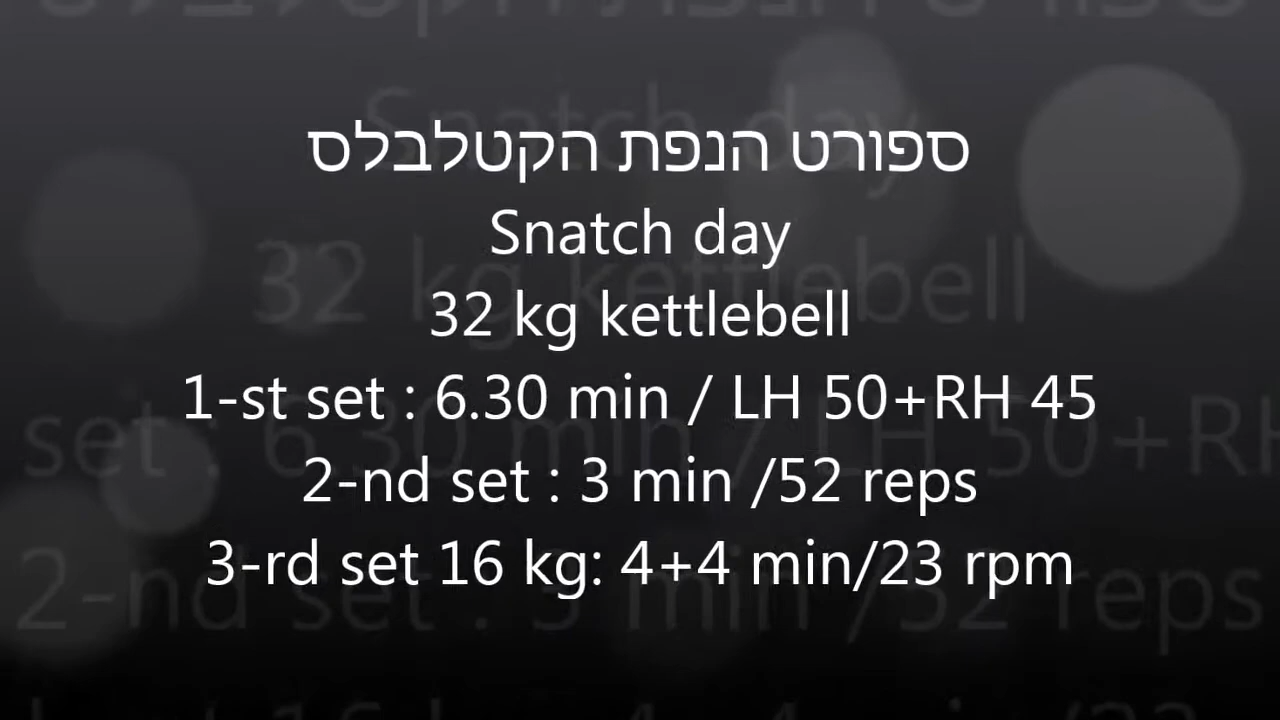 ספורט הנפת הקטלבלס
Snatch day
32 kg kettlebell
1-st set : 6.30 min / LH 50+RH 45
2-nd set : 3 min /52 reps
3-rd set 16 kg: 4+4 min/23 rpm